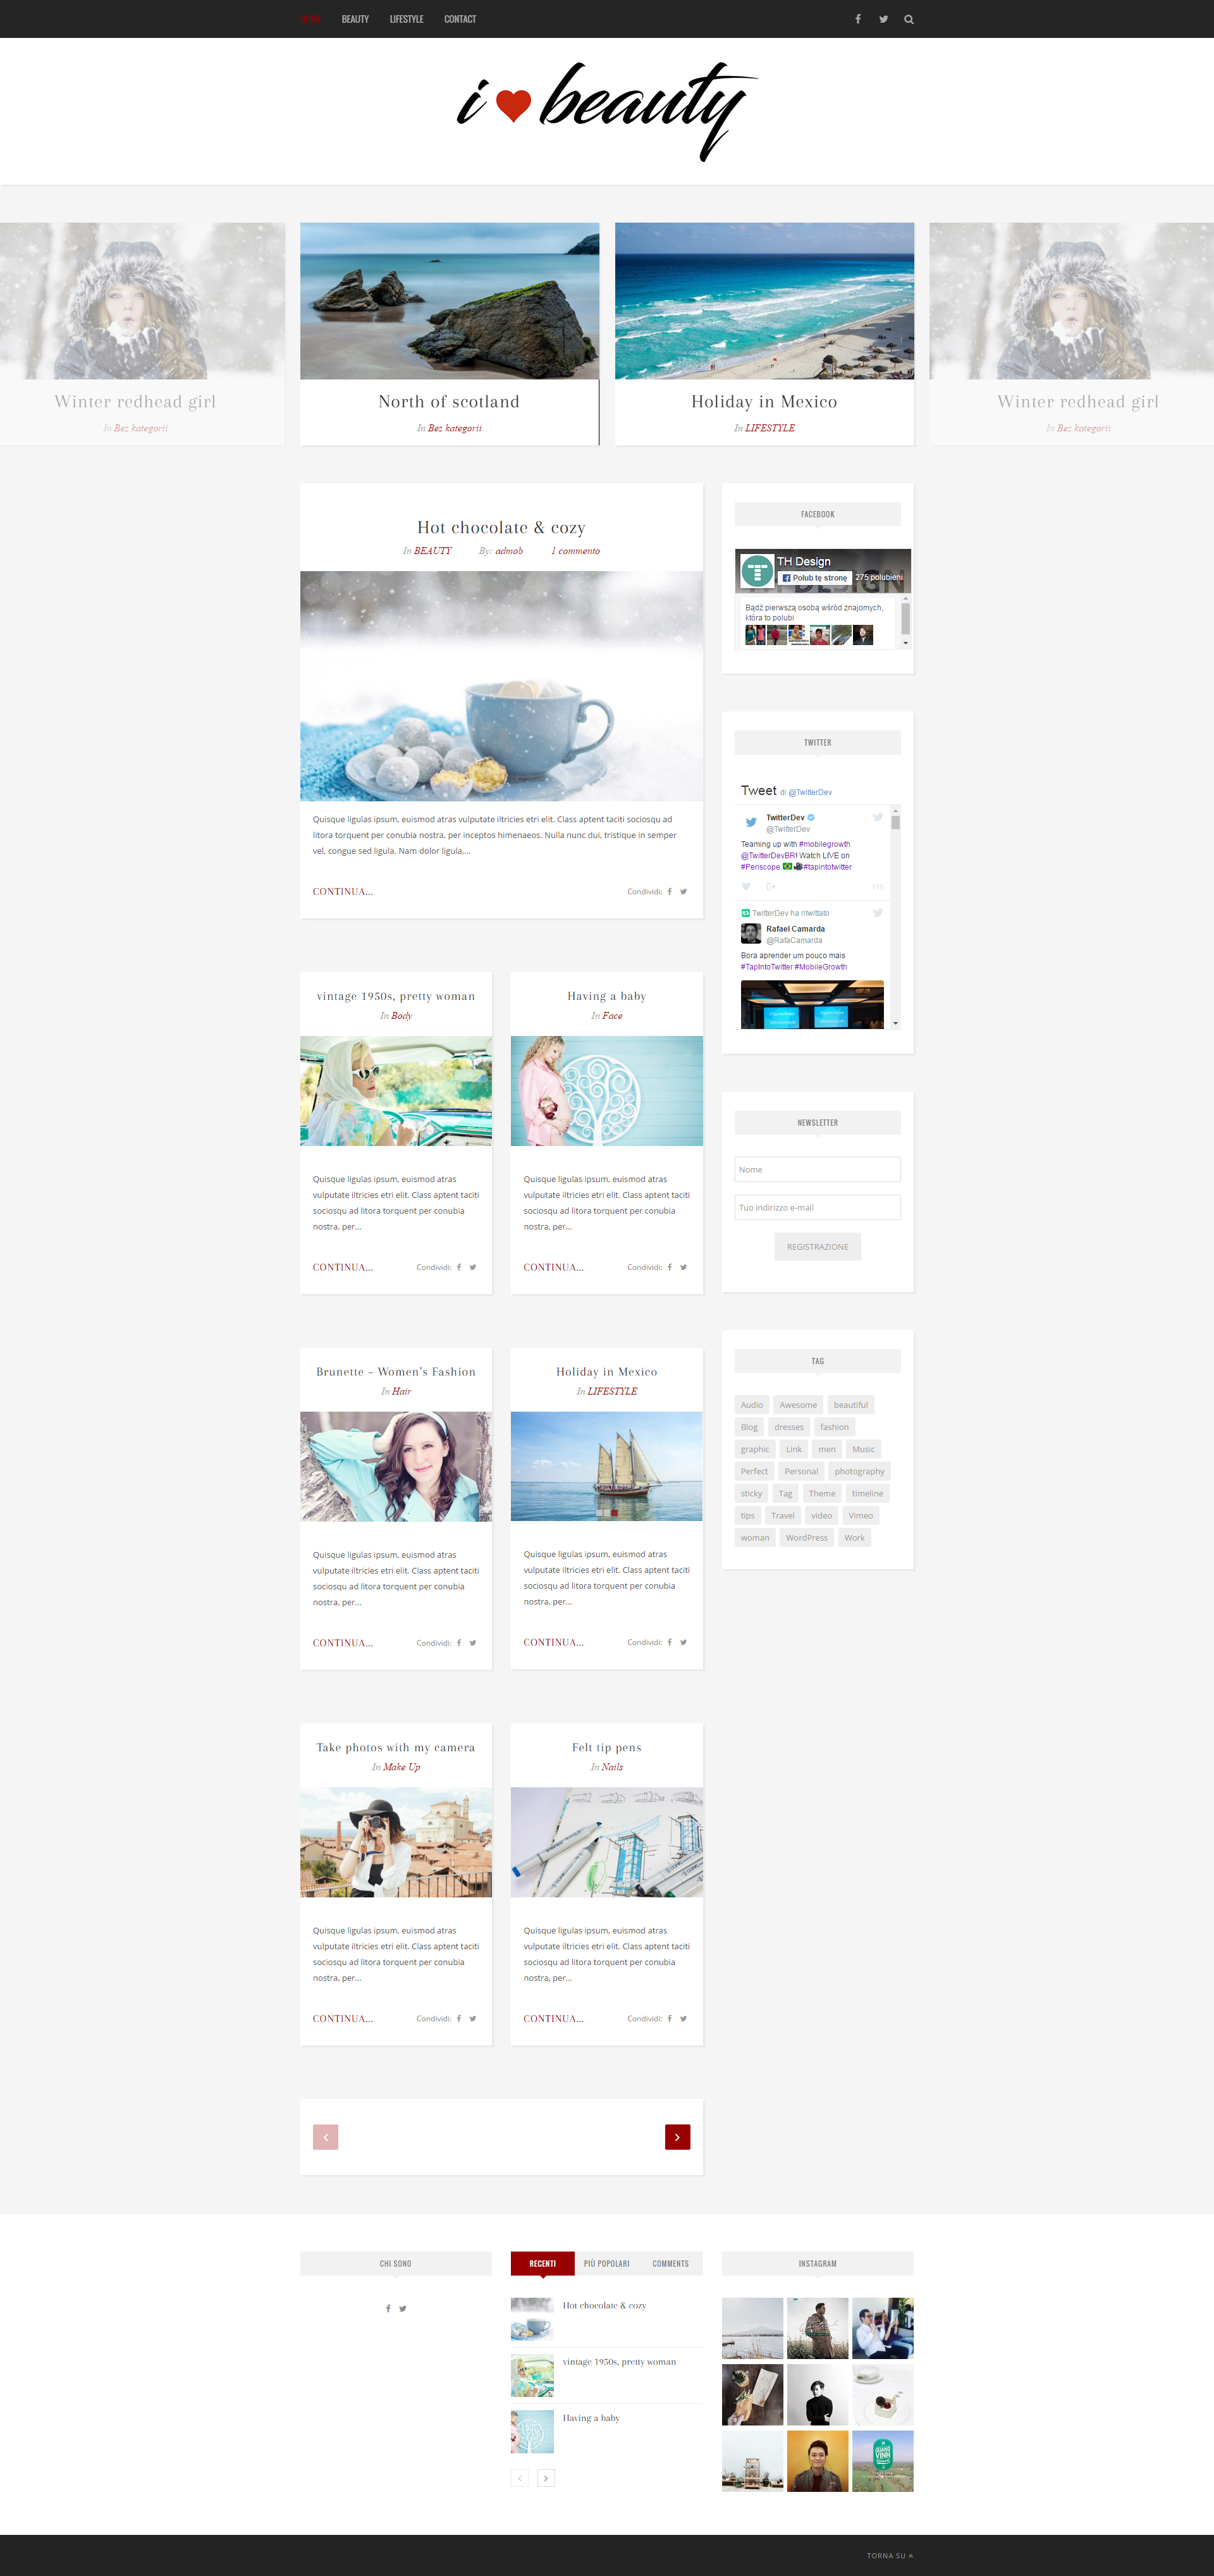 HOME BEAUTY LIFESTYLE CONTACT
i beauty
Winter redhead girl
In Bez kategorii
North of scotland
In Bez kategorii
Holiday in Mexico
In LIFESTYLE
Winter redhead girl
In Bez kategorii
Hot chocolate & cozy
In BEAUTY By: admob 1 commento
Quisque ligulas ipsum, euismod atras vulputate iltricies etri elit. Class aptent taciti sociosqu ad
litora torquent per conubia nostra, per inceptos himenaeos. Nulla nunc dui, tristique in semper
vel, congue sed ligula. Nam dolor ligula,...
CONTINUA... Condividi:
vintage 1950s, pretty woman
In Body
Quisque ligulas ipsum, euismod atras
vulputate iltricies etri elit. Class aptent taciti
sociosqu ad litora torquent per conubia
nostra, per...
CONTINUA... Condividi:
Having a baby
In Face
Quisque ligulas ipsum, euismod atras
vulputate iltricies etri elit. Class aptent taciti
sociosqu ad litora torquent per conubia
nostra, per...
CONTINUA... Condividi:
Brunette – Women's Fashion
In Hair
Quisque ligulas ipsum, euismod atras
vulputate iltricies etri elit. Class aptent taciti
sociosqu ad litora torquent per conubia
nostra, per...
CONTINUA... Condividi:
Holiday in Mexico
In LIFESTYLE
Quisque ligulas ipsum, euismod atras
vulputate iltricies etri elit. Class aptent taciti
sociosqu ad litora torquent per conubia
nostra, per...
CONTINUA... Condividi:
Take photos with my camera
In Make Up
Quisque ligulas ipsum, euismod atras
vulputate iltricies etri elit. Class aptent taciti
sociosqu ad litora torquent per conubia
nostra, per...
CONTINUA... Condividi:
Felt tip pens
In Nails
Quisque ligulas ipsum, euismod atras
vulputate iltricies etri elit. Class aptent taciti
sociosqu ad litora torquent per conubia
nostra, per...
CONTINUA... Condividi:
FACEBOOK
TH Design
Polub tę stronę 275 polubieni
Bądź pierwszą osobą wśród znajomych,
która to polubi
TWITTER
Tweet di @TwitterDev
TwitterDev
@TwitterDev
Teaming up with #mobilegrowth
@TwitterDevBR! Watch LIVE on
#Periscope #tapintotwitter
11h
TwitterDev ha ritwittato
Rafael Camarda
@RafaCamarda
Bora aprender um pouco mais
#TapIntoTwitter #MobileGrowth
NEWSLETTER
Nome
Tuo indirizzo e-mail
REGISTRAZIONE
TAG
Audio Awesome beautiful
Blog dresses fashion
graphic Link men Music
Perfect Personal photography
sticky Tag Theme timeline
tips Travel video Vimeo
woman WordPress Work
CHI SONO
RECENTI PIÙ POPOLARI COMMENTS
Hot chocolate & cozy
vintage 1950s, pretty woman
Having a baby
INSTAGRAM
QUANG
VINH
TORNA SU